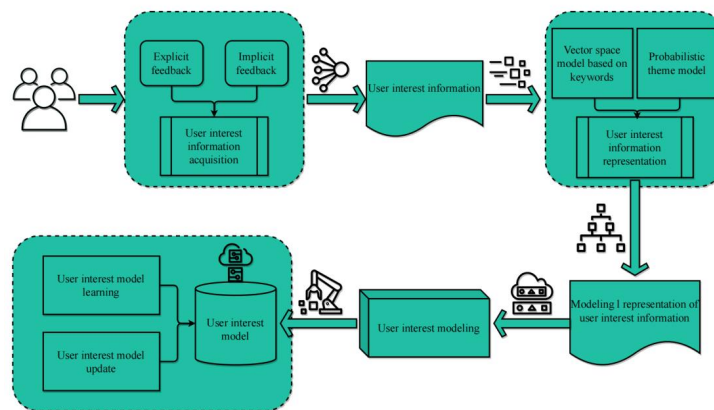 Explicit
feedback
Implicit
feedback
User interest
information
acquisition
User interest information
Vector space
model based on
keywords
Probabilistic
theme model
User interest
information
representation
Modeling l representation of
user interest information
User interest modeling
User interest
model
User interest model
learning
User interest model
update